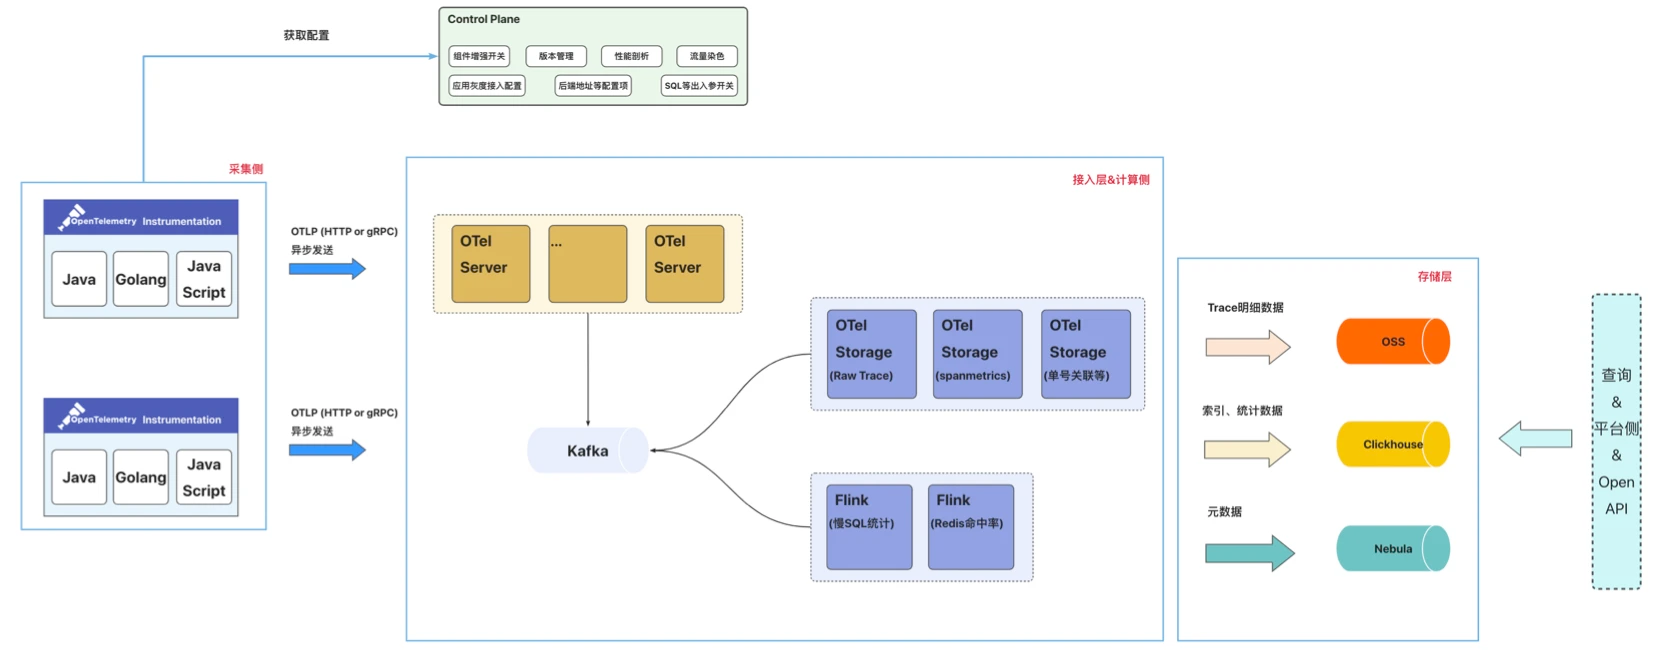 Control Plane
获取配置
组件增强开关
版本管理
性能剖析
流量染色
应用灰度接入配置
后端地址等配置项
SQL等出入参开关
采集侧
OpenTelemetry Instrumentation
Java
Golang
Java
Script
OTLP (HTTP or gRPC)
异步发送
OpenTelemetry Instrumentation
Java
Golang
Java
Script
OTLP (HTTP or gRPC)
异步发送
接入层&计算侧
OTel
Server
...
OTel
Server
Kafka
OTel
Storage
(Raw Trace)
OTel
Storage
(spanmetrics)
OTel
Storage
(单号关联等)
Flink
(慢SQL统计)
Flink
(Redis命中率)
存储层
Trace明细数据
OSS
索引、统计数据
Clickhouse
元数据
Nebula
查询
&
平台侧
&
Open
API